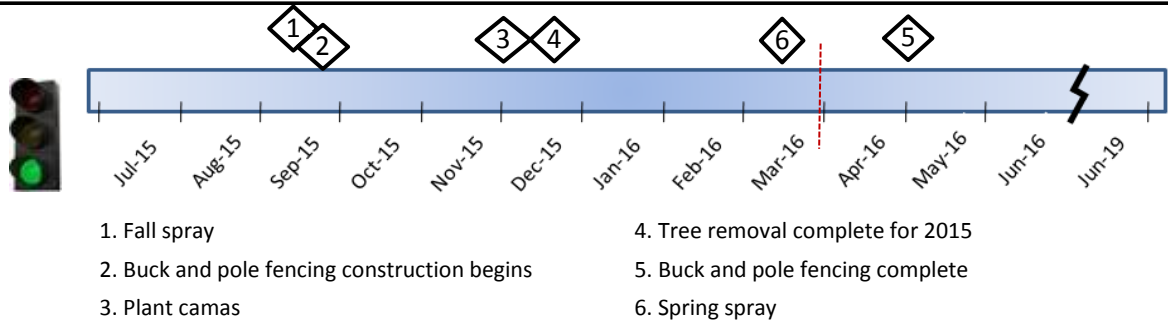 1 2 3 4 6 5
Jul-15 Aug-15 Sep-15 Oct-15 Nov-15 Dec-15 Jan-16 Feb-16 Mar-16 Apr-16 May-16 Jun-16 Jun-19
1. Fall spray
2. Buck and pole fencing construction begins
3. Plant camas
4. Tree removal complete for 2015
5. Buck and pole fencing complete
6. Spring spray